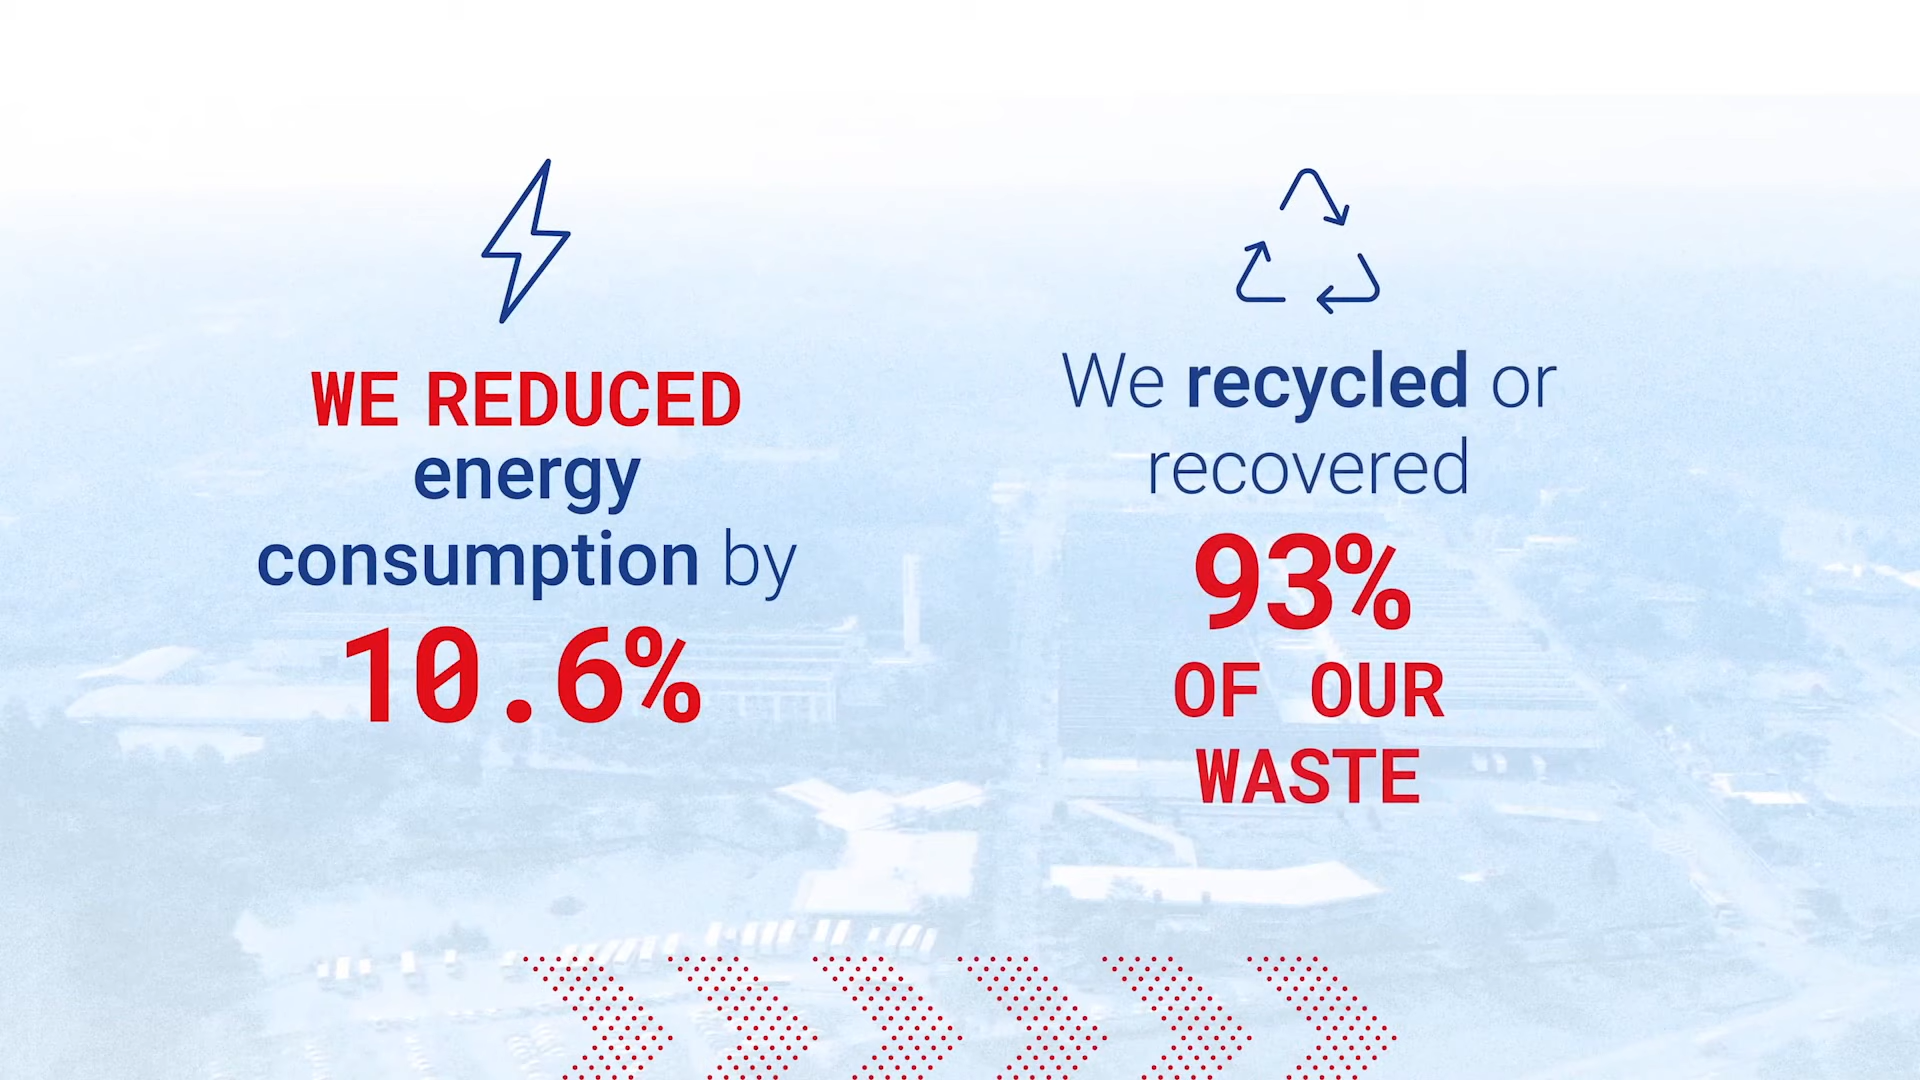 WE REDUCED
energy
consumption by
10.6%
We recycled or
recovered
93%
OF OUR
WASTE